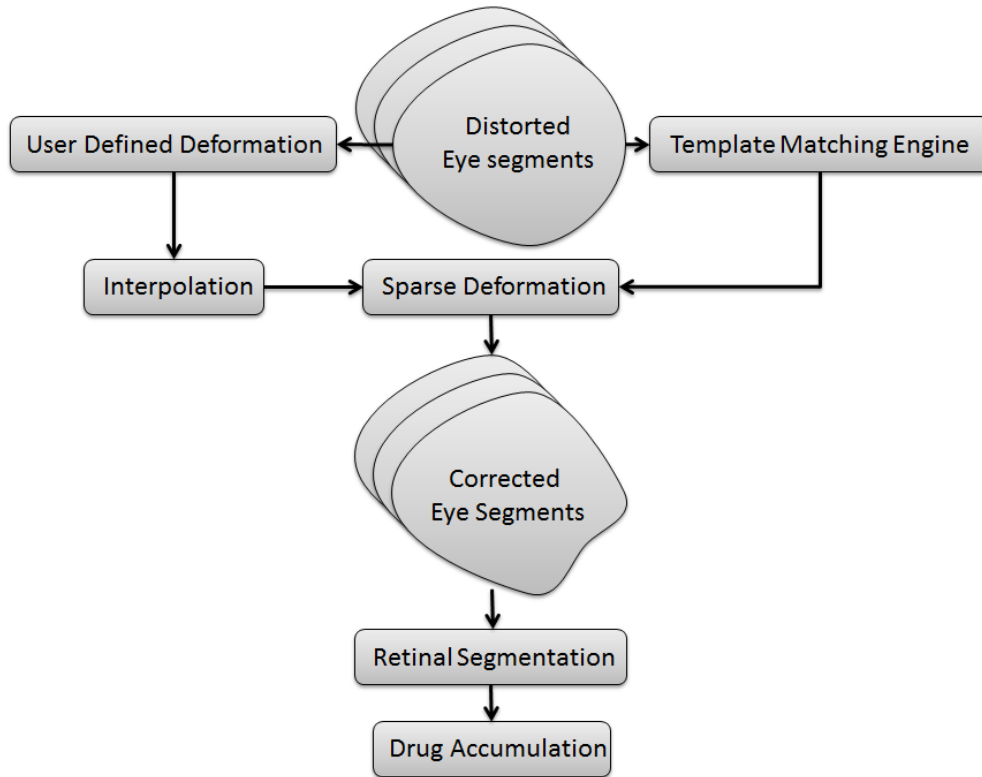 Distorted
Eye segments
User Defined Deformation
Template Matching Engine
Interpolation
Sparse Deformation
Corrected
Eye Segments
Retinal Segmentation
Drug Accumulation